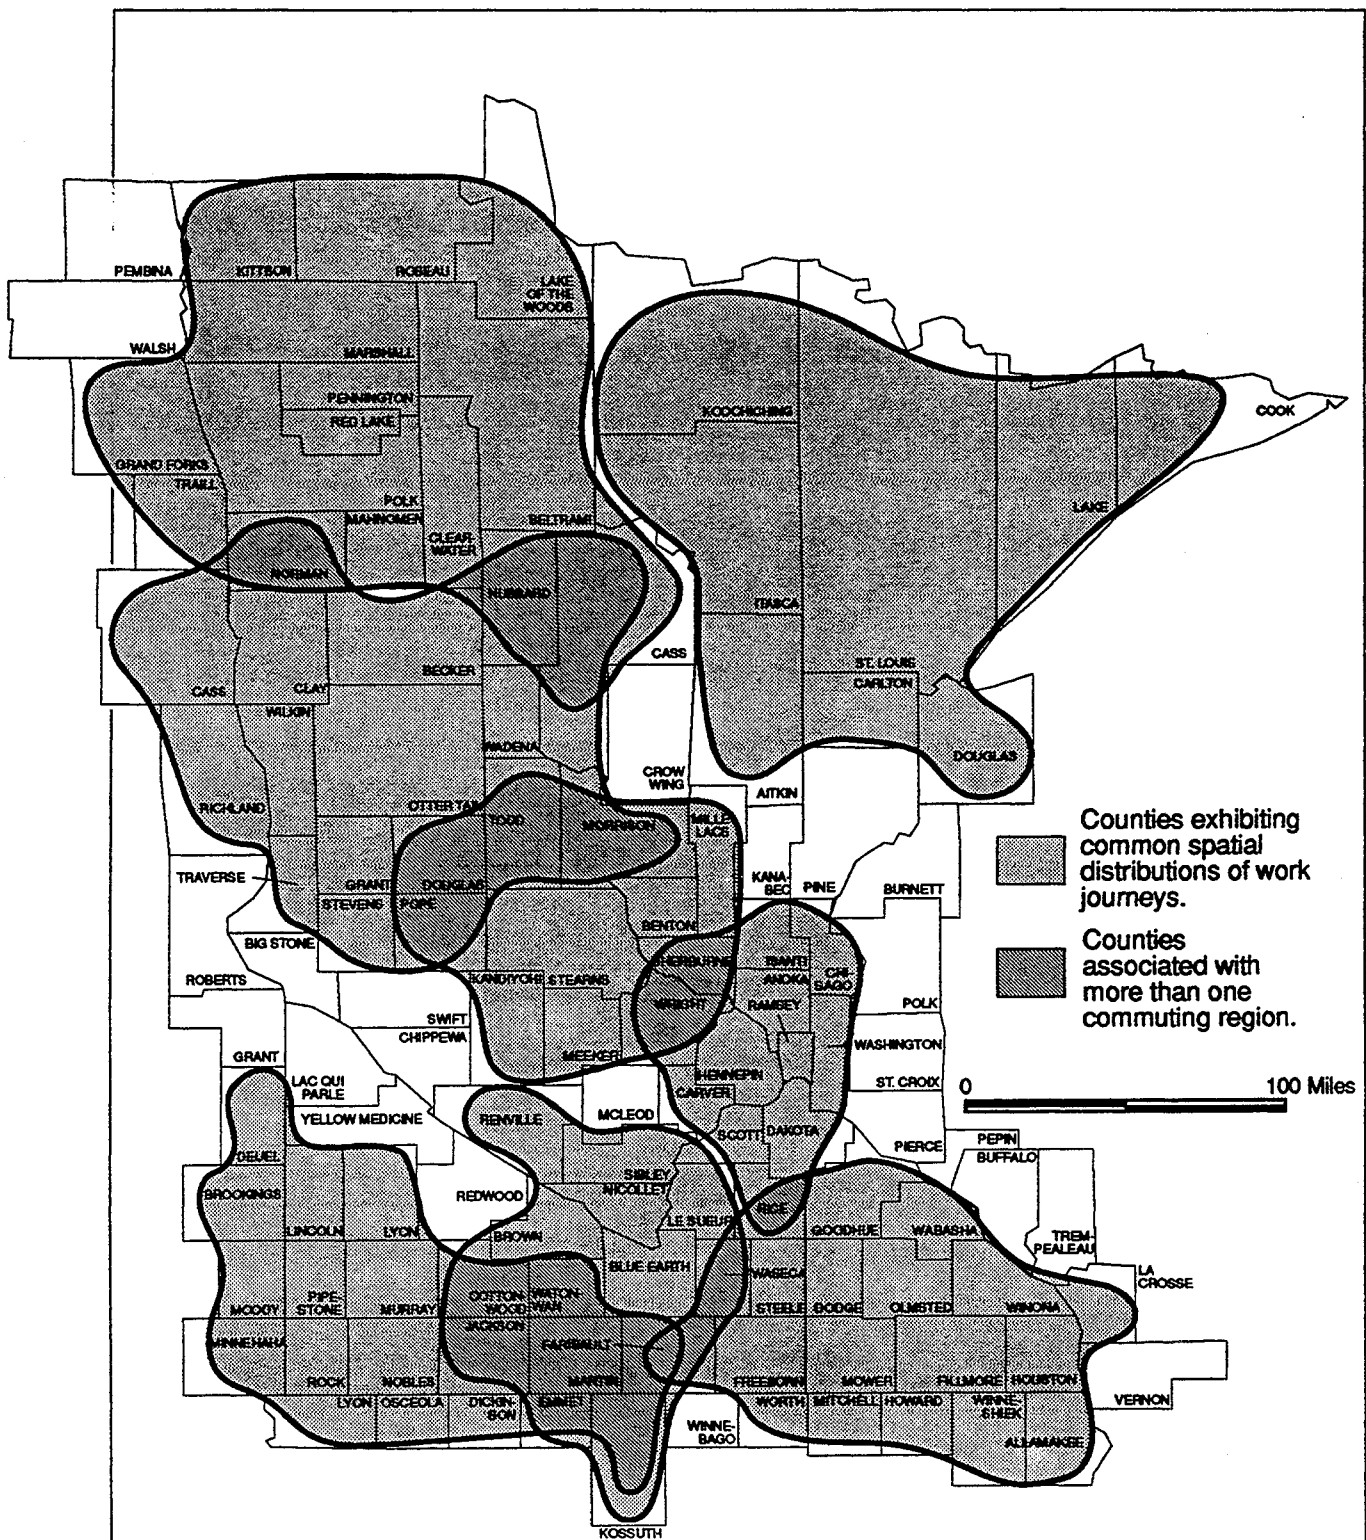 PEMBINA
KITTSON
ROSEAU
LAKE
OF THE
WOODS
WALSH
MARSHALL
PENNINGTON
RED LAKE
KOOCHICHING
COOK
GRAND FORKS
TRAILL
POLK
MAHNOMEN
BELTRAMI
LAKE
CLEAR-
WATER
NORMAN
HUBBARD
ITASCA
CASS
ST. LOUIS
CARLTON
BECKER
CASS
CLAY
WILKIN
WADENA
DOUGLAS
CROW
WING
AITKIN
RICHLAND
OTTER TAIL
TODD
MORRISON
MILLE
LACE
TRAVERSE
GRANT
DOUGLAS
STEVENS
POPE
KANA-
BEC
PINE
BURNETT
BENTON
BIG STONE
SHERBURNE
ISANTI
ROBERTS
KANDIYOHI
STEARNS
ANOKA
CHI-
SAGO
WRIGHT
RAMSEY
POLK
SWIFT
CHIPPEWA
WASHINGTON
GRANT
MEEKER
HENNEPIN
ST. CROIX
LAC QUI
PARLE
CARVER
YELLOW MEDICINE
RENVILLE
MCLEOD
SCOTT
DAKOTA
PIERCE
PEPIN
BUFFALO
DEUEL
BROOKINGS
SIBLEY
NICOLLET
REDWOOD
RICE
LINCOLN
LYON
LE SUEUR
GOODHUE
WABASHA
TREM-
PEALEAU
BROWN
BLUE EARTH
WASECA
LA
CROSSE
MOODY
PIPE-
STONE
MURRAY
COTTON-
WOOD
WATON-
WAN
STEELE
DODGE
OLMSTED
WINONA
JACKSON
MINNEHAHA
FARIBAULT
ROCK
NOBLES
MARTIN
FREEBORN
MOWER
FILLMORE
HOUSTON
LYON
OSCEOLA
DICKIN-
SON
EMMET
WORTH
MITCHELL
HOWARD
WINNE-
SHIEK
VERNON
WINNE-
BAGO
ALLAMAKEE
KOSSUTH
Counties exhibiting
common spatial
distributions of work
journeys.
Counties
associated with
more than one
commuting region.
0
100 Miles